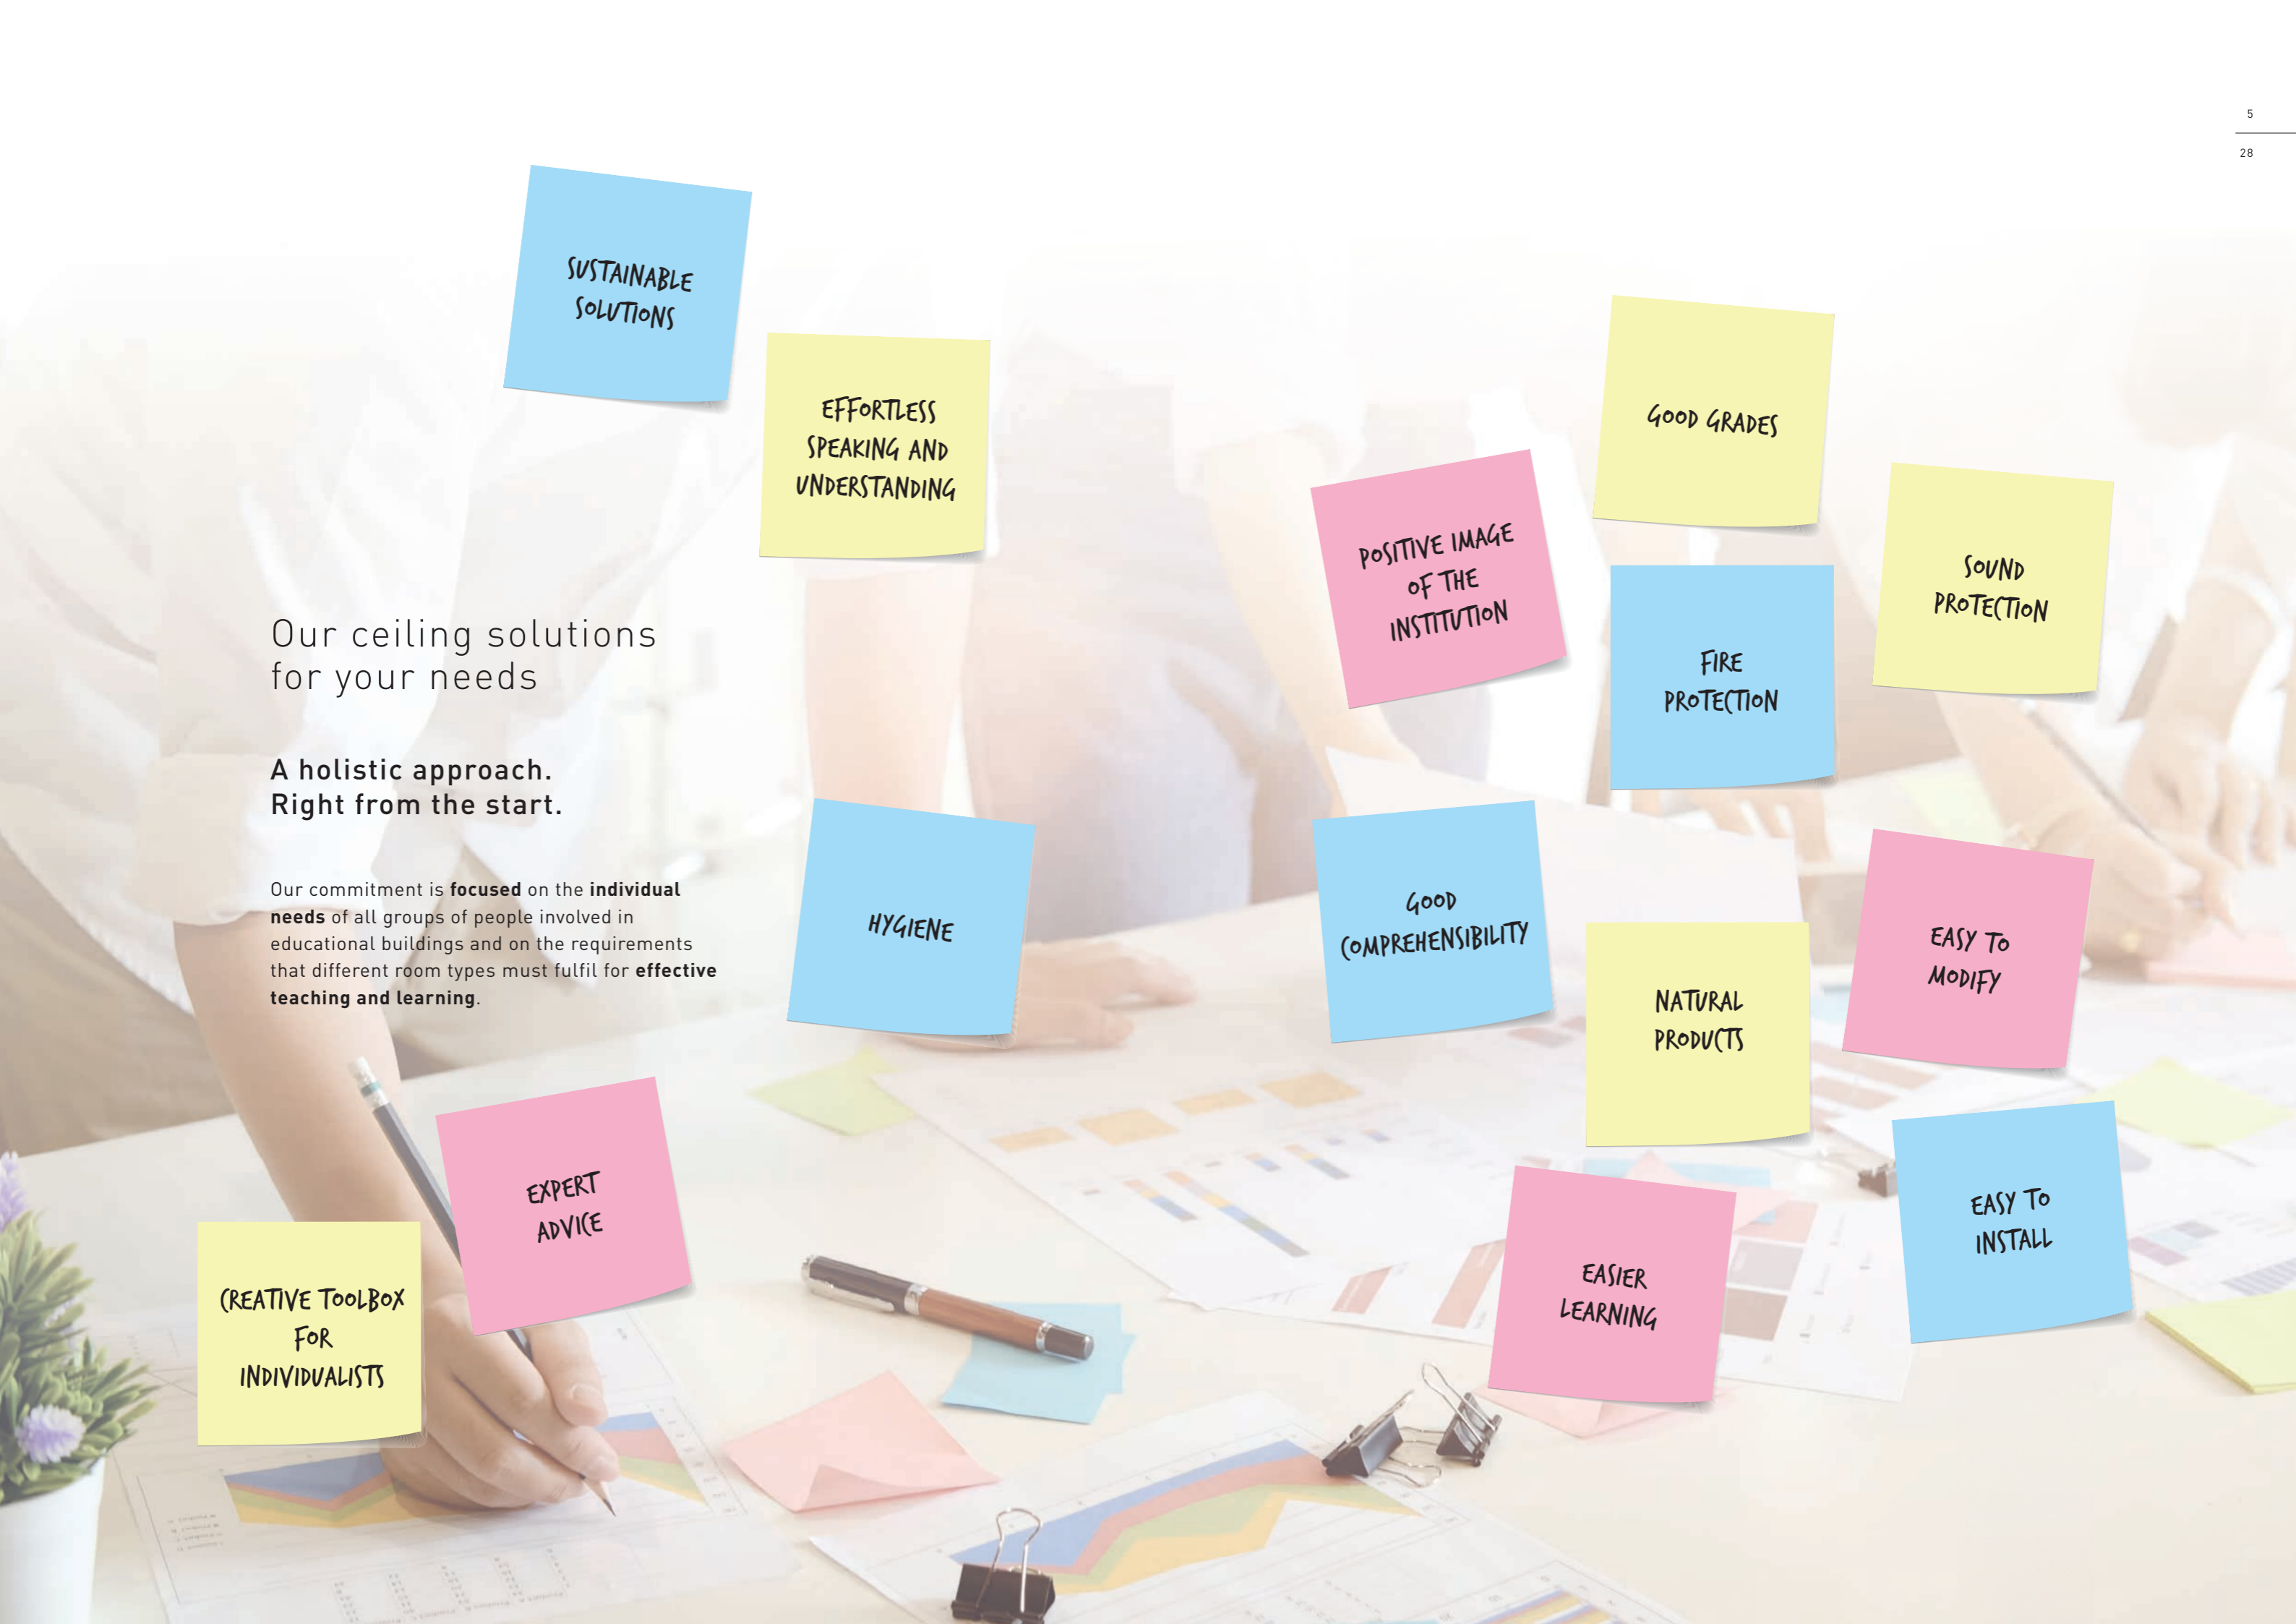 5
28
SUSTAINABLE
SOLUTIONS
EFFORTLESS
SPEAKING AND
UNDERSTANDING
GOOD GRADES
POSITIVE IMAGE
OF THE
INSTITUTION
SOUND
PROTECTION
FIRE
PROTECTION
Our ceiling solutions
for your needs
A holistic approach.
Right from the start.
Our commitment is focused on the individual
needs of all groups of people involved in
educational buildings and on the requirements
that different room types must fulfil for effective
teaching and learning.
HYGIENE
GOOD
COMPREHENSIBILITY
NATURAL
PRODUCTS
EASY TO
MODIFY
EXPERT
ADVICE
CREATIVE TOOLBOX
FOR
INDIVIDUALISTS
EASIER
LEARNING
EASY TO
INSTALL